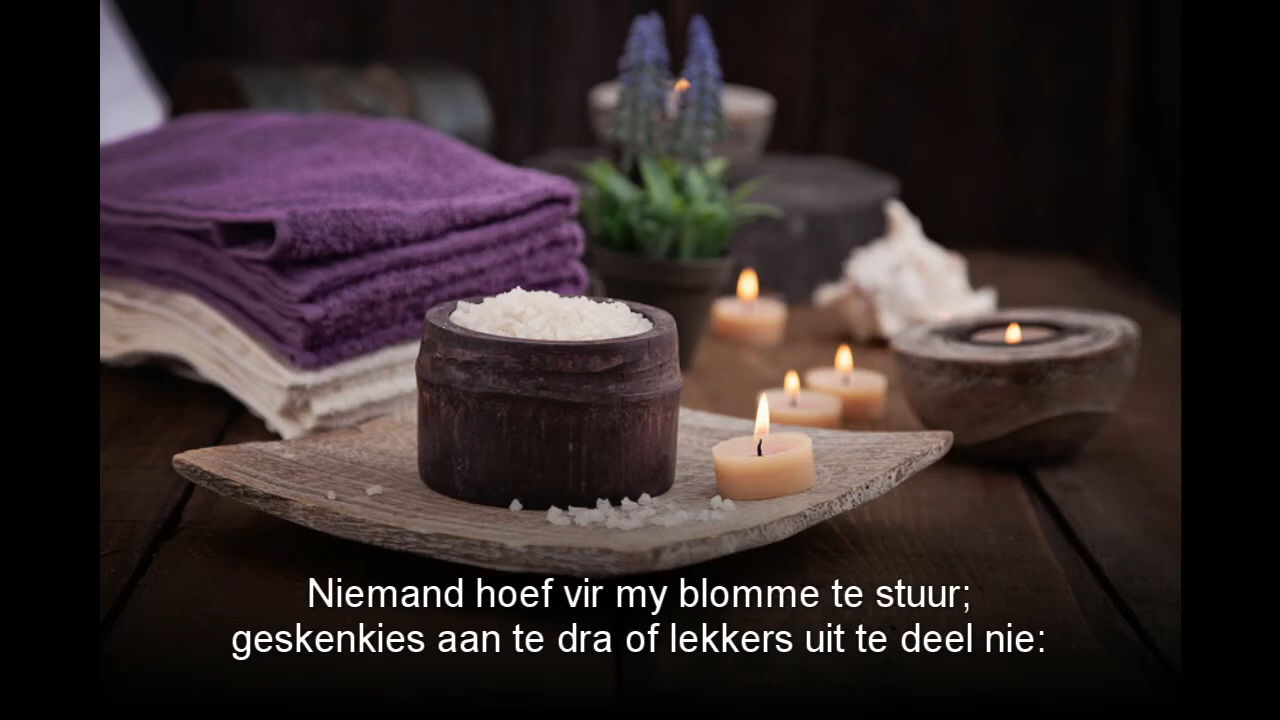 Niemand hoef vir my blomme te stuur;
geskenkies aan te dra of lekkers uit te deel nie: